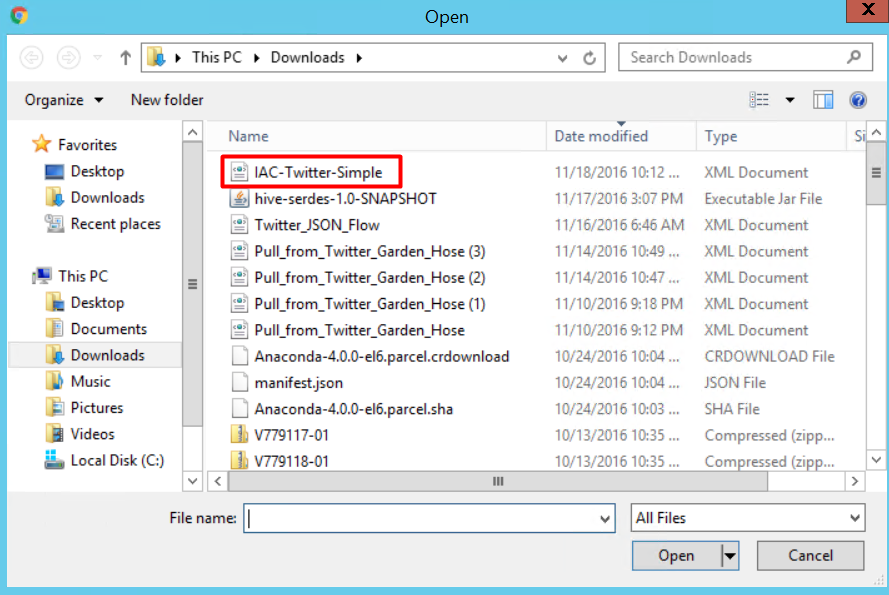 Open
X
This PC Downloads
Search Downloads
Organize New folder
Name Date modified Type Si
Favorites
Desktop
Downloads
Recent places
This PC
Desktop
Documents
Downloads
Music
Pictures
Videos
Local Disk (C:)
IAC-Twitter-Simple 11/18/2016 10:12 ... XML Document
hive-serdes-1.0-SNAPSHOT 11/17/2016 3:07 PM Executable Jar File
Twitter_JSON_Flow 11/16/2016 6:46 AM XML Document
Pull_from_Twitter_Garden_Hose (3) 11/14/2016 10:49 ... XML Document
Pull_from_Twitter_Garden_Hose (2) 11/14/2016 10:47 ... XML Document
Pull_from_Twitter_Garden_Hose (1) 11/10/2016 9:18 PM XML Document
Pull_from_Twitter_Garden_Hose 11/10/2016 9:12 PM XML Document
Anaconda-4.0.0-el6.parcel.crdownload 10/24/2016 10:04 ... CRDOWNLOAD File
manifest.json 10/24/2016 10:04 ... JSON File
Anaconda-4.0.0-el6.parcel.sha 10/24/2016 10:03 ... SHA File
V779117-01 10/13/2016 10:35 ... Compressed (zipp...
V779118-01 10/13/2016 10:35 ... Compressed (zipp...
File name: All Files
Open Cancel